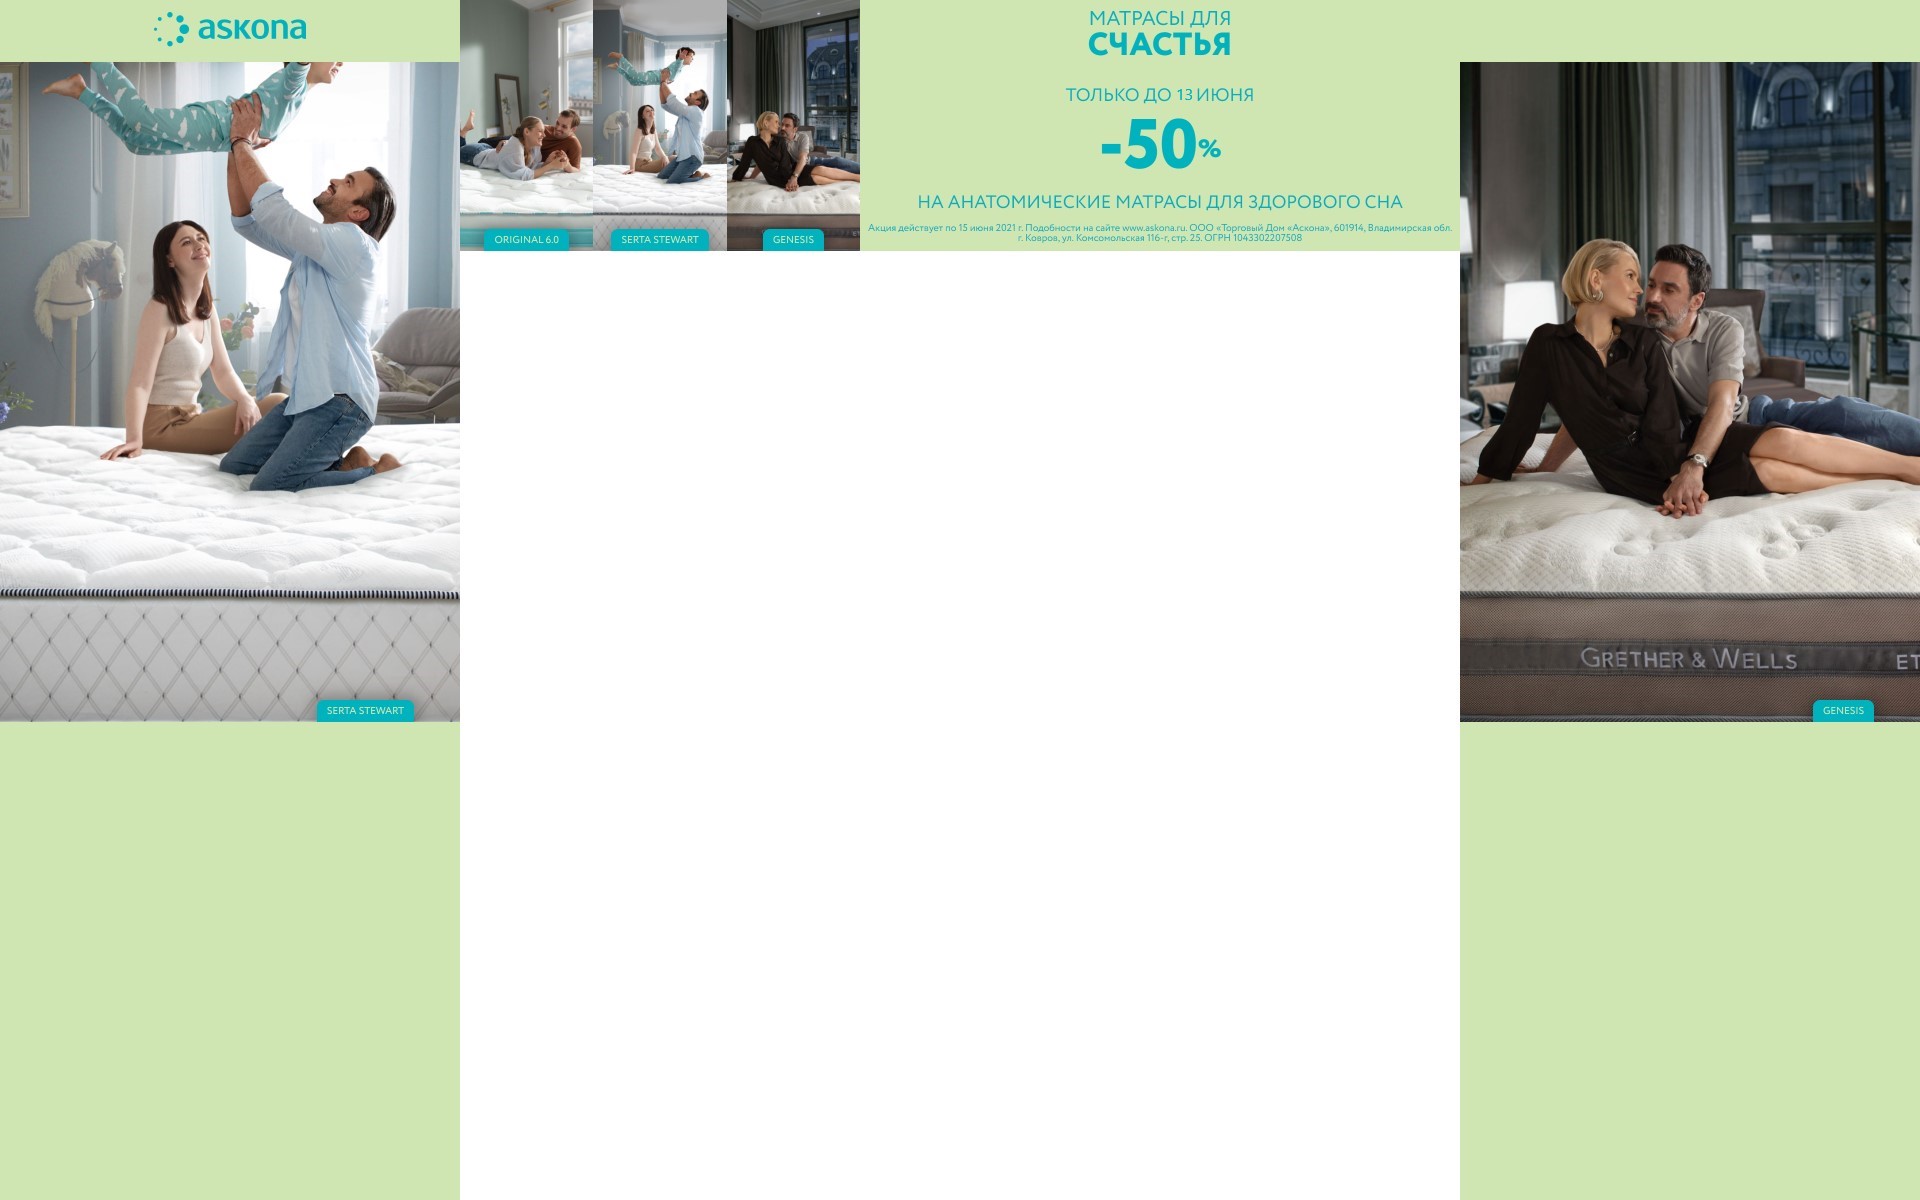 askona
SERTA STEWART
ORIGINAL 6.0
SERTA STEWART
GENESIS
МАТРАСЫ ДЛЯ
СЧАСТЬЯ
ТОЛЬКО ДО 13 ИЮНЯ
-50%
НА АНАТОМИЧЕСКИЕ МАТРАСЫ ДЛЯ ЗДОРОВОГО СНА
Акция действует по 15 июня 2021 г. Подобности на сайте www.askona.ru. ООО «Торговый Дом «Аскона», 601914, Владимирская обл.
г. Ковров, ул. Комсомольская 116-г, стр. 25. ОГРН 1043302207508
GRETHER & WELLS
ET
GENESIS